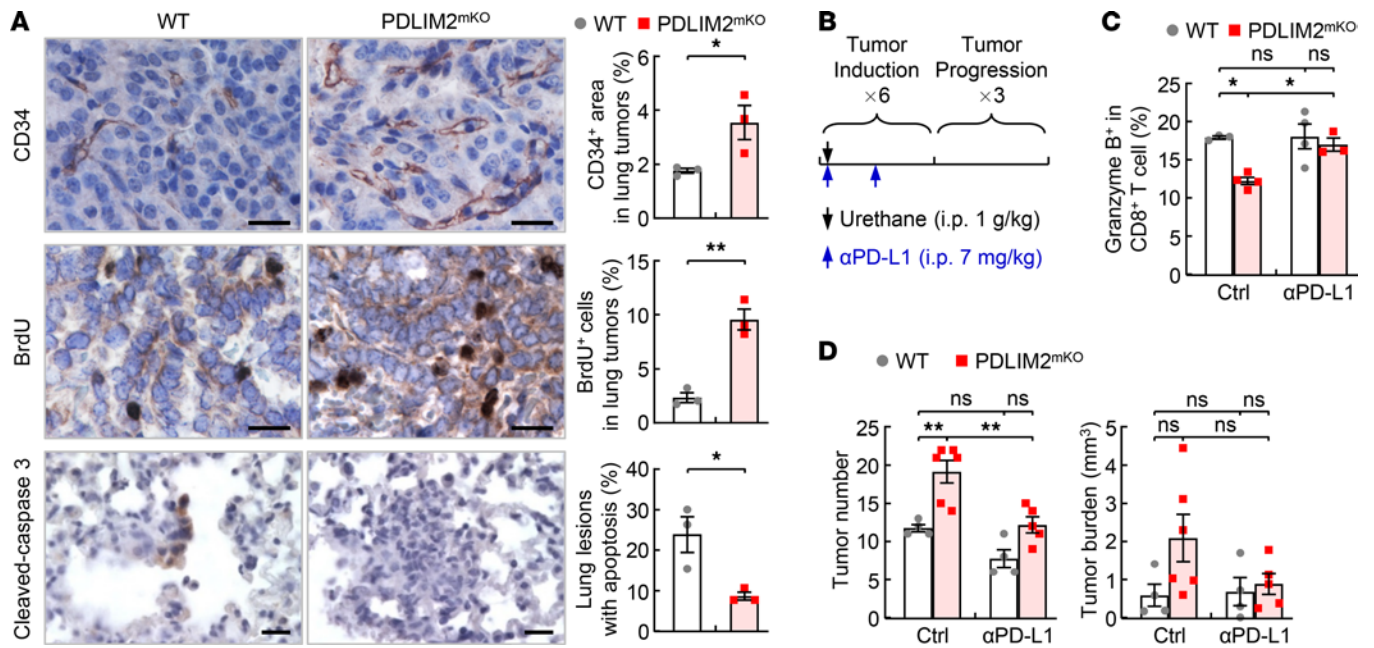 A
WT
PDLIM2mKO
CD34
BrdU
Cleaved-caspase 3
WT PDLIM2mKO
CD34+ area
in lung tumors (%)
6
4
2
0
*
BrdU+ cells
in lung tumors (%)
15
10
5
0
**
Lung lesions
with apoptosis (%)
40
30
20
10
0
*
B
Tumor
Induction
×6
Tumor
Progression
×3
Urethane (i.p. 1 g/kg)
αPD-L1 (i.p. 7 mg/kg)
C
WT PDLIM2mKO
ns ns
* *
Granzyme B+ in
CD8+ T cell (%)
25
20
15
10
5
0
Ctrl αPD-L1
D
WT PDLIM2mKO
ns ns
** **
Tumor number
25
20
15
10
5
0
Ctrl αPD-L1
ns ns
ns ns
Tumor burden (mm3)
5
4
3
2
1
0
Ctrl αPD-L1